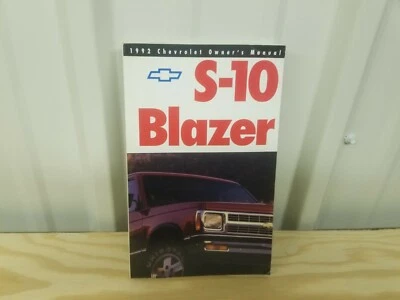 1992 Chevrolet Owner's Manual
S-10
Blazer